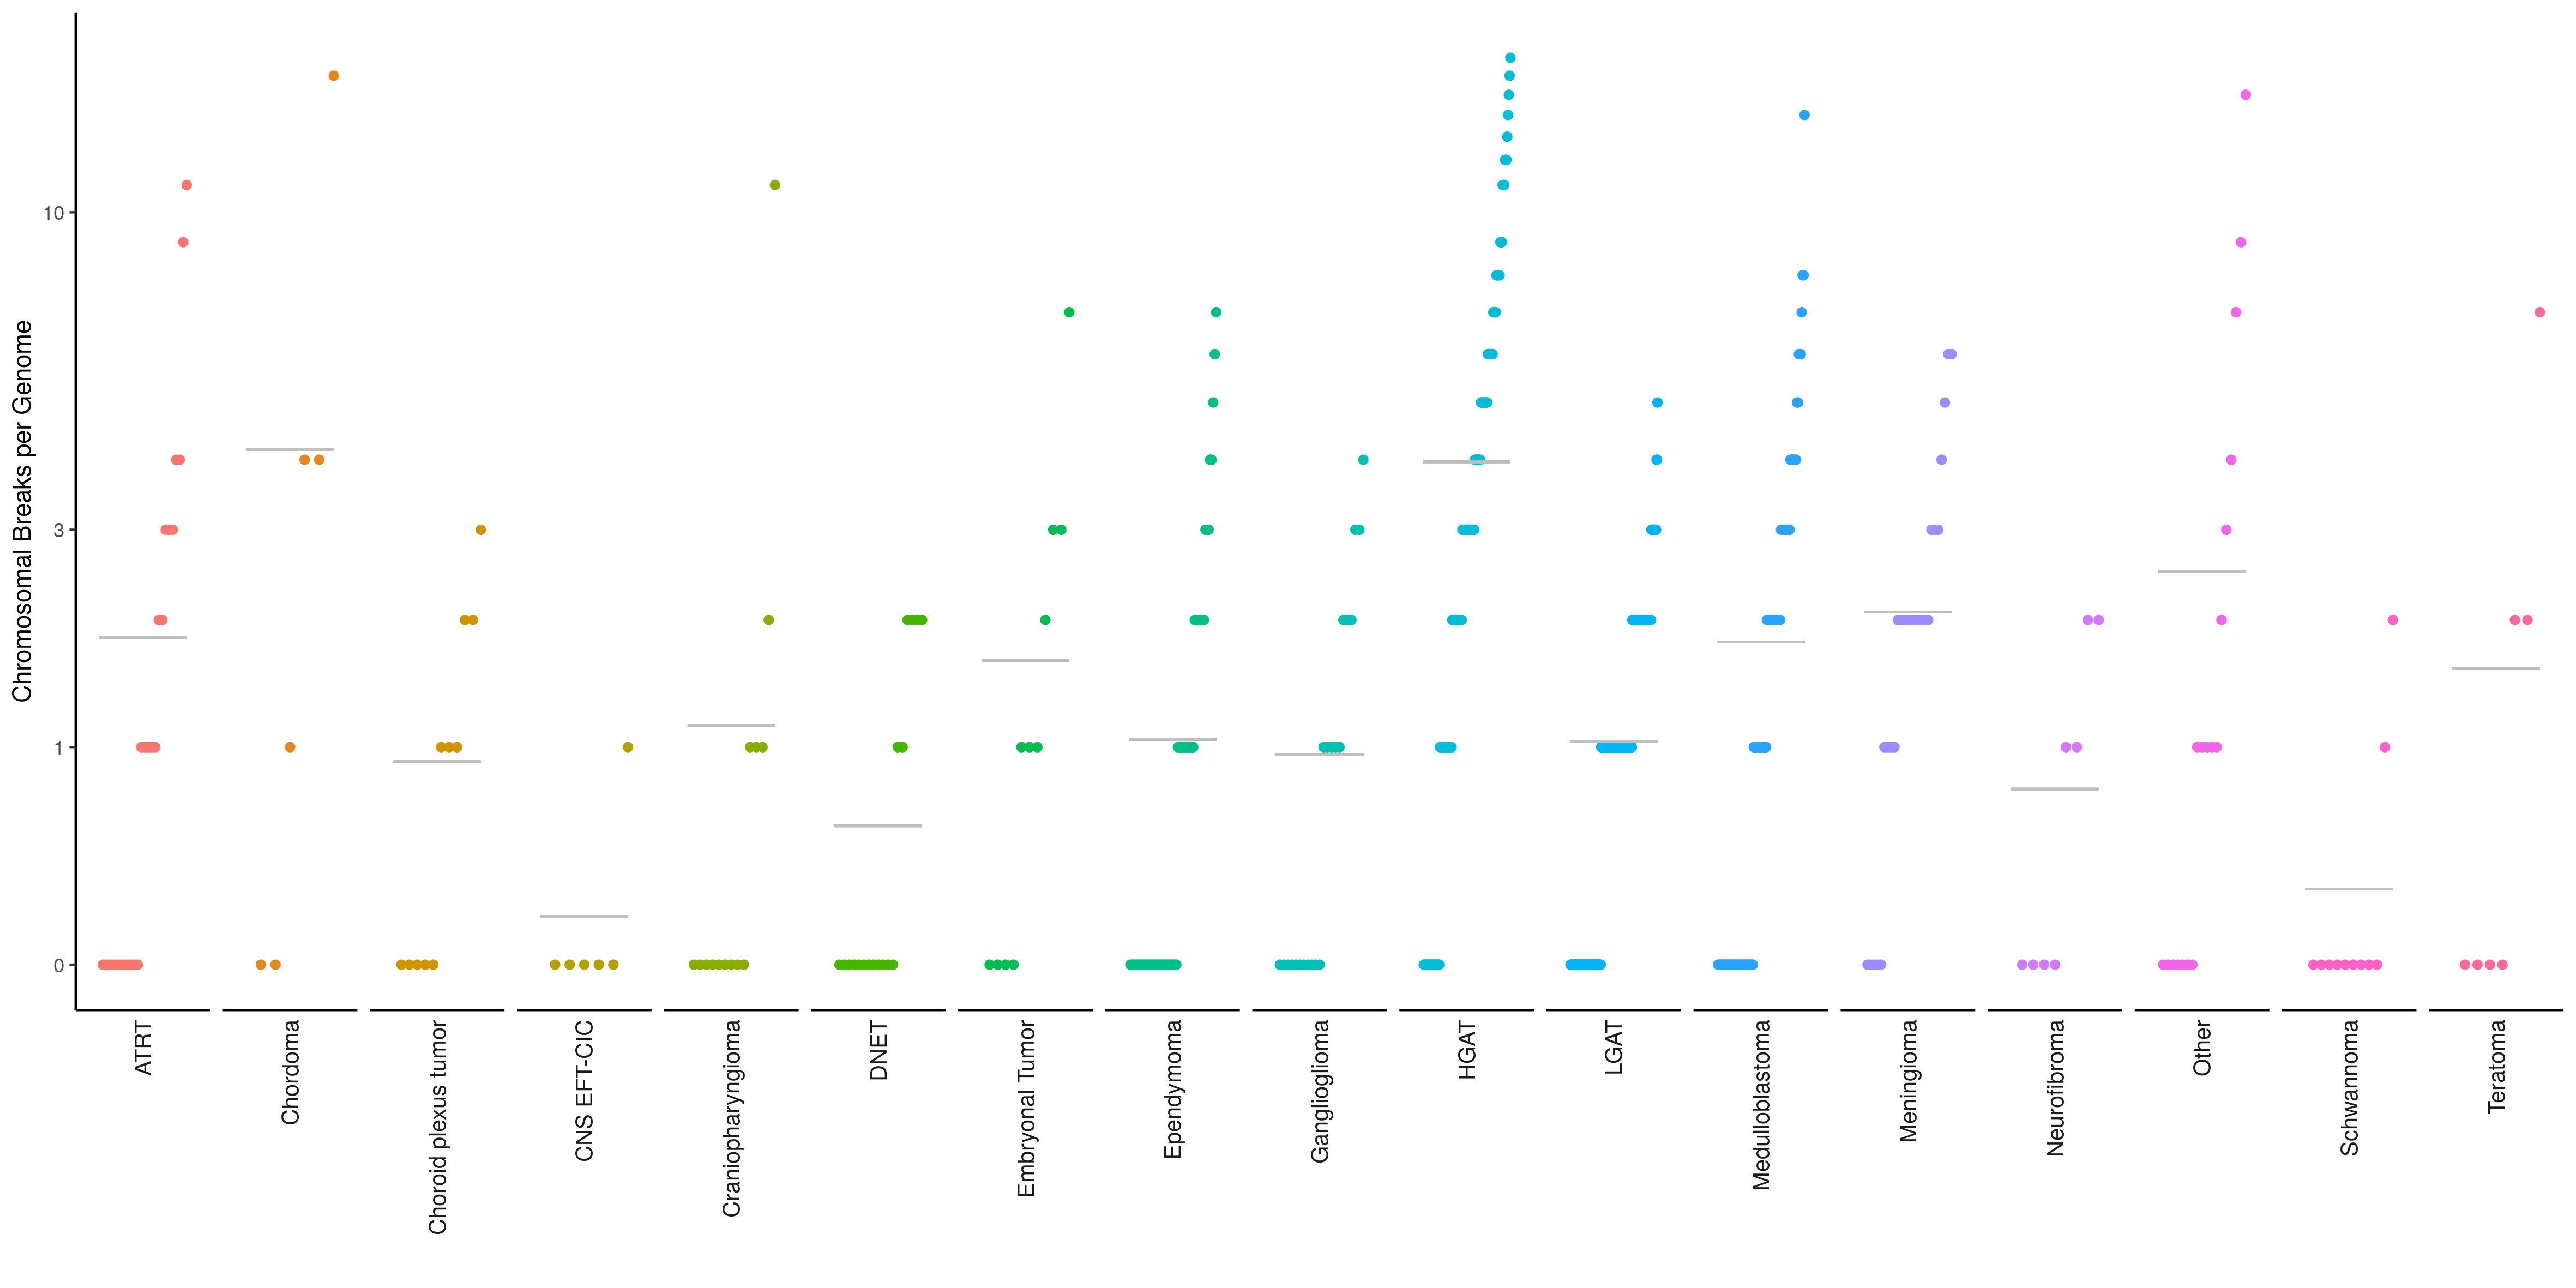 Chromosomal Breaks per Genome
10
3
1
0
ATRT
Chordoma
Choroid plexus tumor
CNS EFT-CIC
Craniopharyngioma
DNET
Embryonal Tumor
Ependymoma
Ganglioglioma
HGAT
LGAT
Medulloblastoma
Meningioma
Neurofibroma
Other
Schwannoma
Teratoma